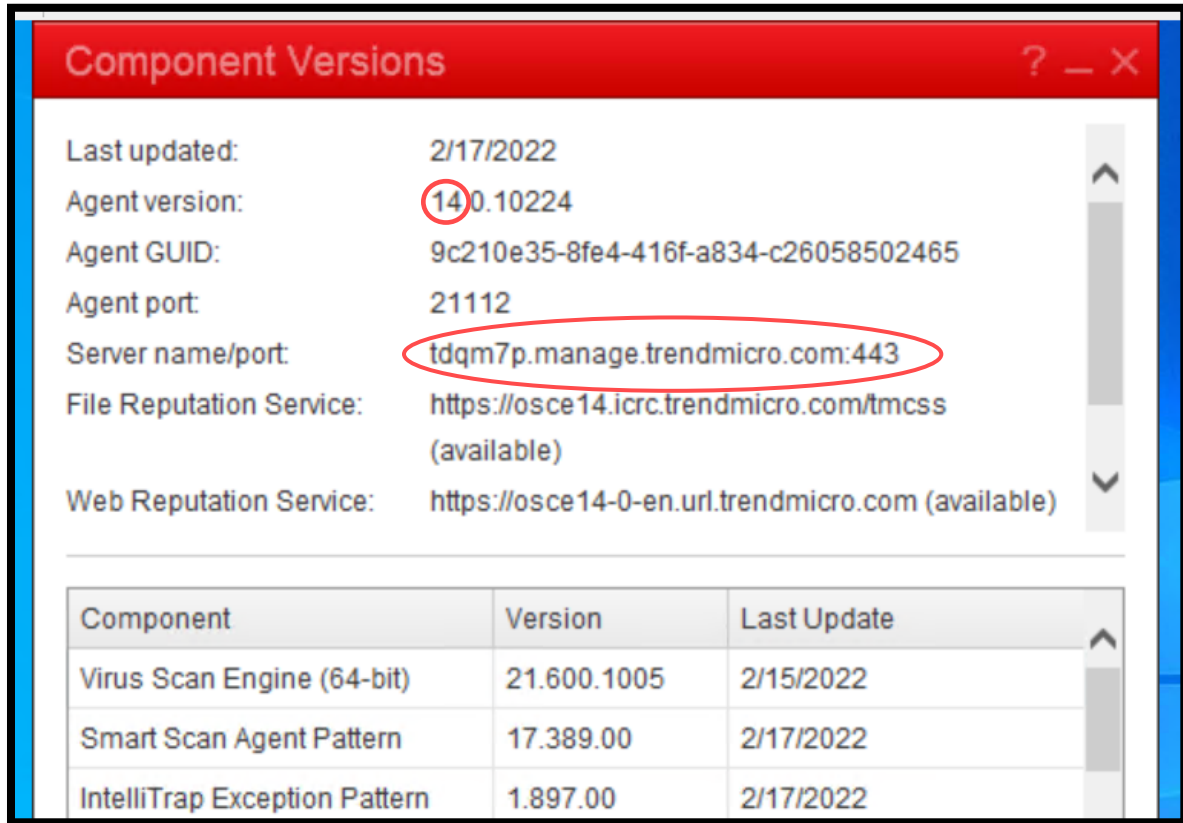 Component Versions ? _ X
Last updated: 2/17/2022
Agent version: 14.0.10224
Agent GUID: 9c210e35-8fe4-416f-a834-c26058502465
Agent port: 21112
Server name/port: tdqm7p.manage.trendmicro.com:443
File Reputation Service: https://osce14.icrc.trendmicro.com/tmcss
(available)
Web Reputation Service: https://osce14-0-en.url.trendmicro.com (available)
Component Version Last Update
Virus Scan Engine (64-bit) 21.600.1005 2/15/2022
Smart Scan Agent Pattern 17.389.00 2/17/2022
IntelliTrap Exception Pattern 1.897.00 2/17/2022